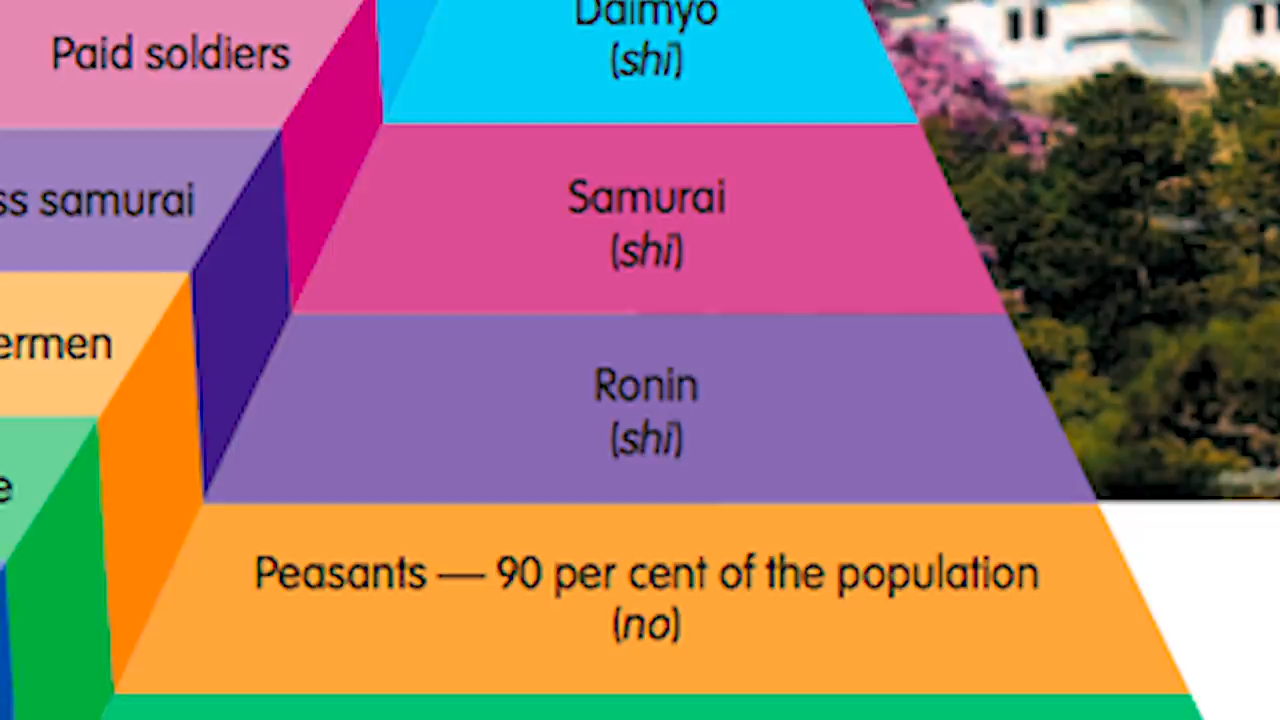 Daimyo
(shi)
Paid soldiers
Samurai
(shi)
ss samurai
Ronin
(shi)
ermen
e
Peasants — 90 per cent of the population
(no)